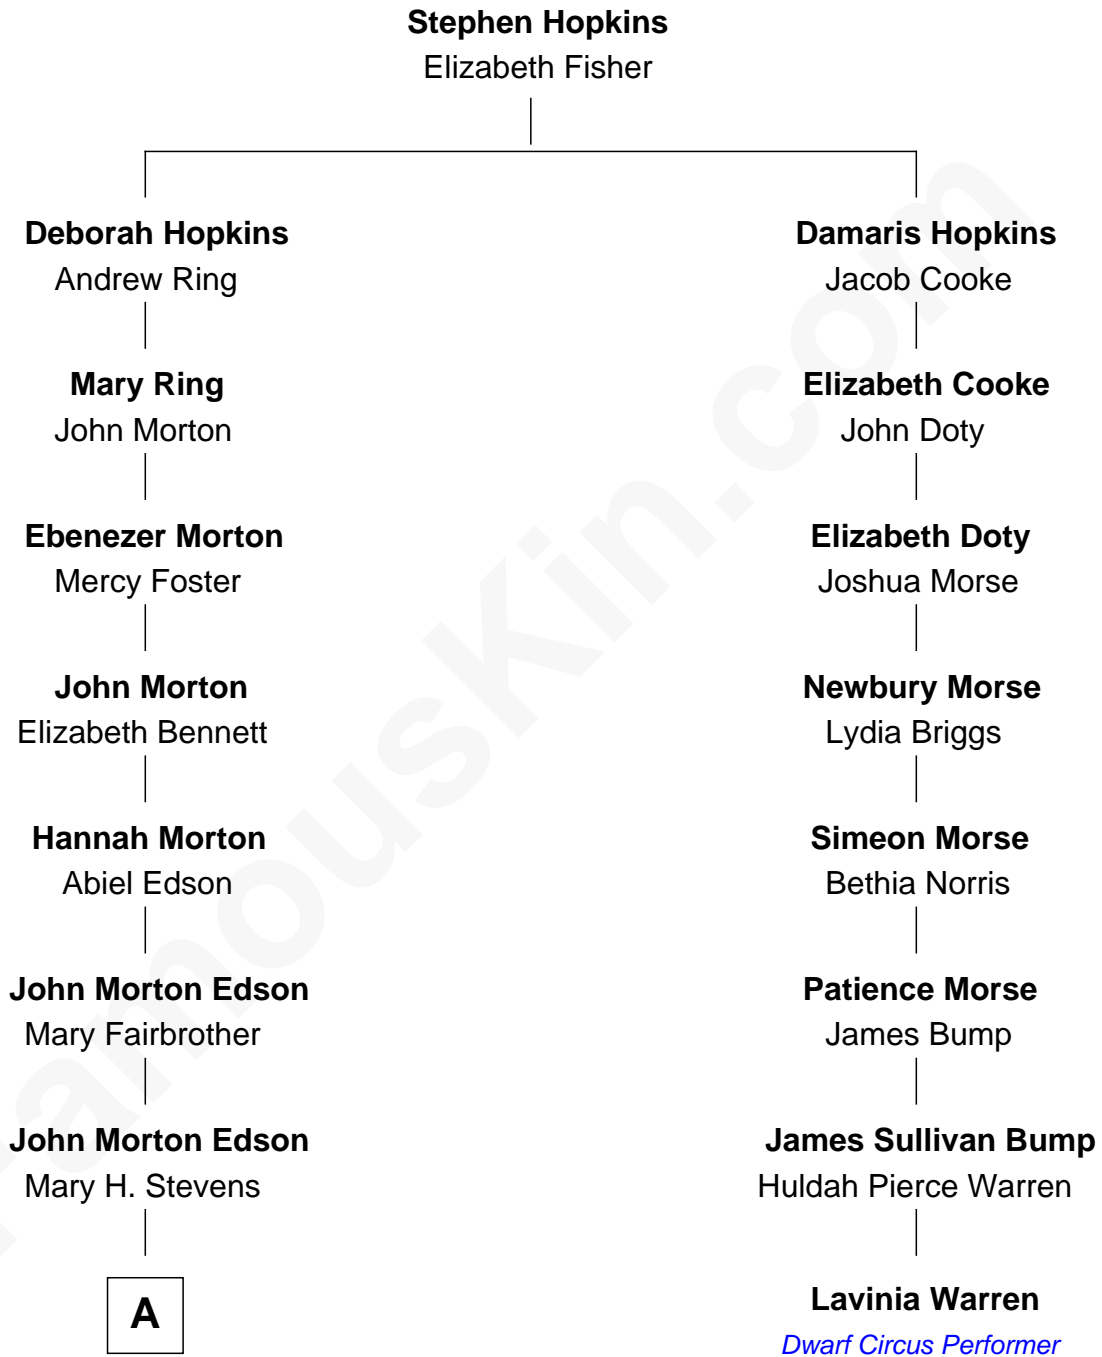 Stephen Hopkins
Elizabeth Fisher
Deborah Hopkins
Andrew Ring
Mary Ring
John Morton
Ebenezer Morton
Mercy Foster
John Morton
Elizabeth Bennett
Hannah Morton
Abiel Edson
John Morton Edson
Mary Fairbrother
John Morton Edson
Mary H. Stevens
A
Damaris Hopkins
Jacob Cooke
Elizabeth Cooke
John Doty
Elizabeth Doty
Joshua Morse
Newbury Morse
Lydia Briggs
Simeon Morse
Bethia Norris
Patience Morse
James Bump
James Sullivan Bump
Huldah Pierce Warren
Lavinia Warren
Dwarf Circus Performer
FamousKin.com